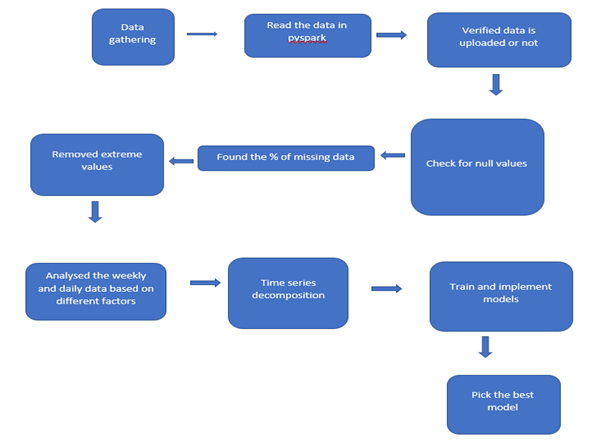 Data
gathering
Read the data in
pyspark
Verified data is
uploaded or not
Check for null values
Found the % of missing data
Removed extreme
values
Analysed the weekly
and daily data based on
different factors
Time series
decomposition
Train and implement
models
Pick the best
model